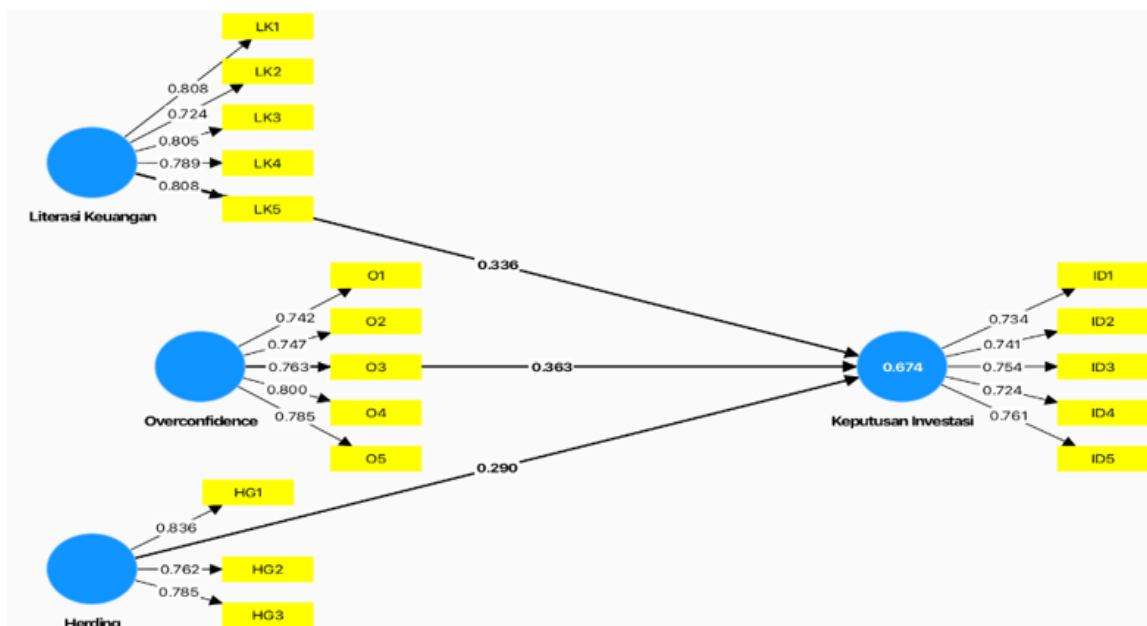 LK1
0.808
LK2
0.724
LK3
0.805
LK4
0.789
LK5
0.808
Literasi Keuangan
0.336
O1
0.742
O2
0.747
O3
0.763
O4
0.800
O5
0.785
Overconfidence
0.363
HG1
0.836
HG2
0.762
HG3
0.785
Herding
0.290
0.674
Keputusan Investasi
ID1
0.734
ID2
0.741
ID3
0.754
ID4
0.724
ID5
0.761